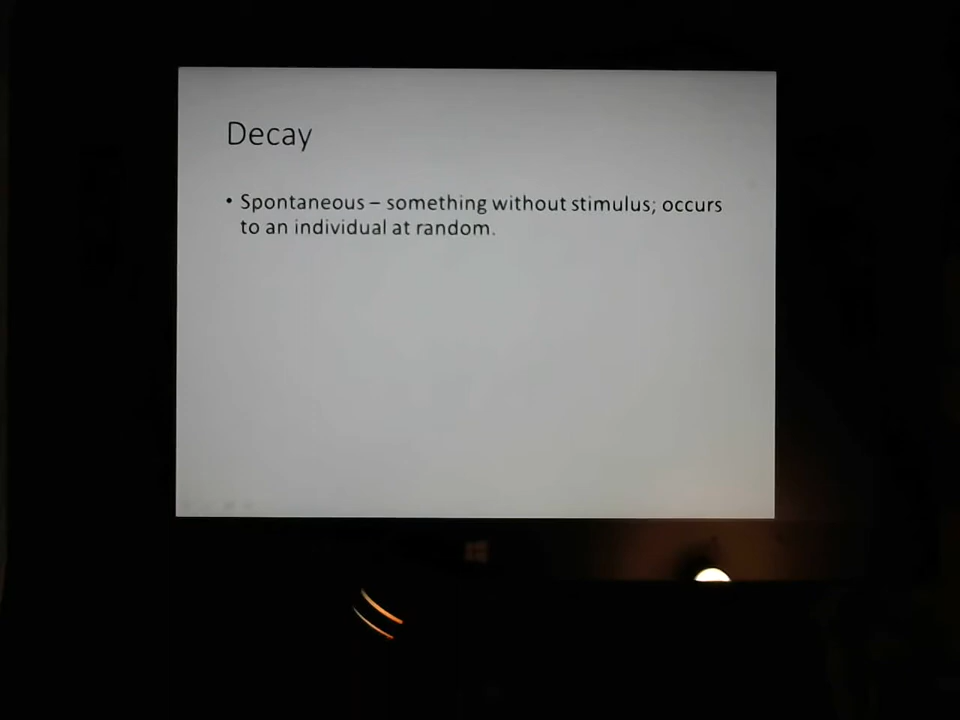 Decay
• Spontaneous – something without stimulus; occurs
to an individual at random.